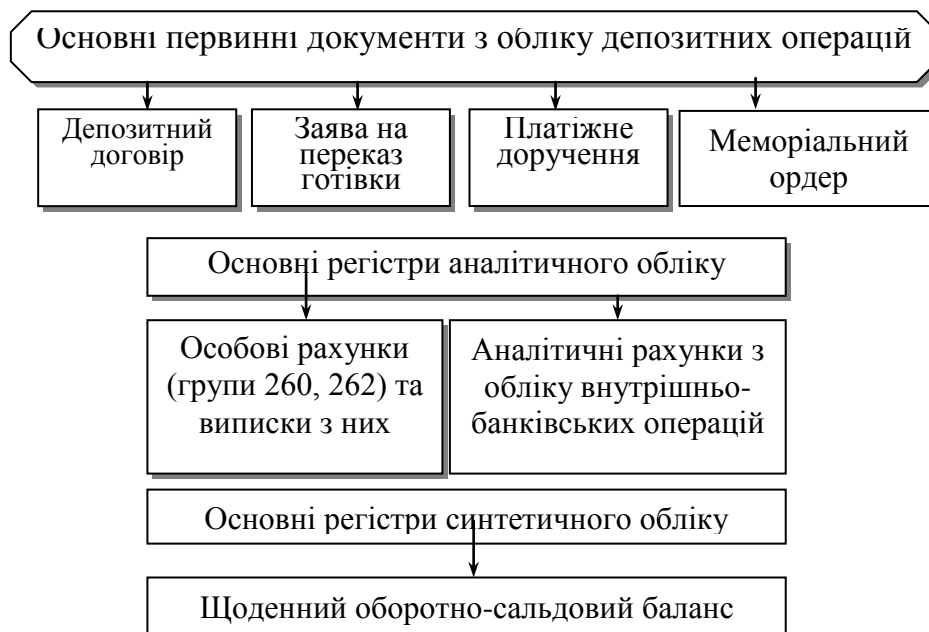 Основні первинні документи з обліку депозитних операцій
Депозитний
договір
Заява на
переказ
готівки
Платіжне
доручення
Меморіальний
ордер
Основні регістри аналітичного обліку
Особові рахунки
(групи 260, 262) та
виписки з них
Аналітичні рахунки з
обліку внутрішньо-
банківських операцій
Основні регістри синтетичного обліку
Щоденний оборотно-сальдовий баланс